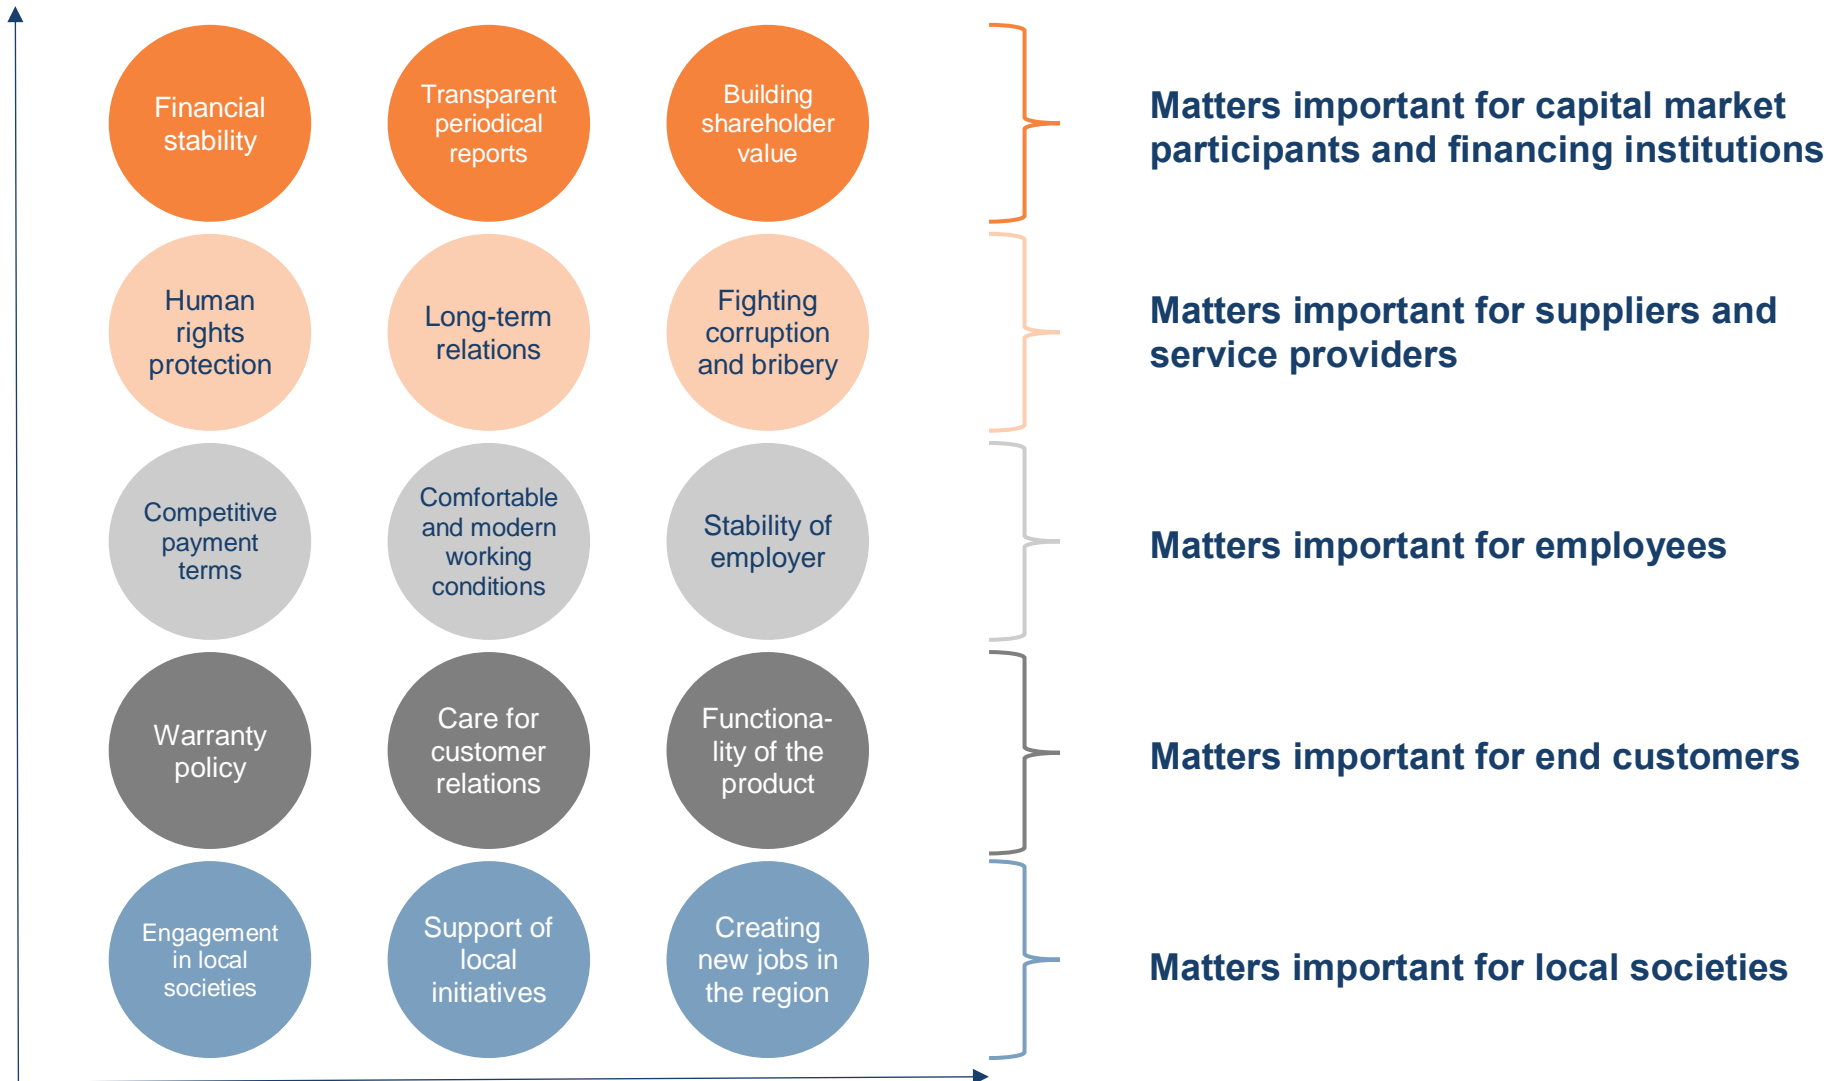 Financial
stability
Transparent
periodical
reports
Building
shareholder
value
Matters important for capital market
participants and financing institutions
Human
rights
protection
Long-term
relations
Fighting
corruption
and bribery
Matters important for suppliers and
service providers
Competitive
payment
terms
Comfortable
and modern
working
conditions
Stability of
employer
Matters important for employees
Warranty
policy
Care for
customer
relations
Functiona-
lity of the
product
Matters important for end customers
Engagement
in local
societies
Support of
local
initiatives
Creating
new jobs in
the region
Matters important for local societies